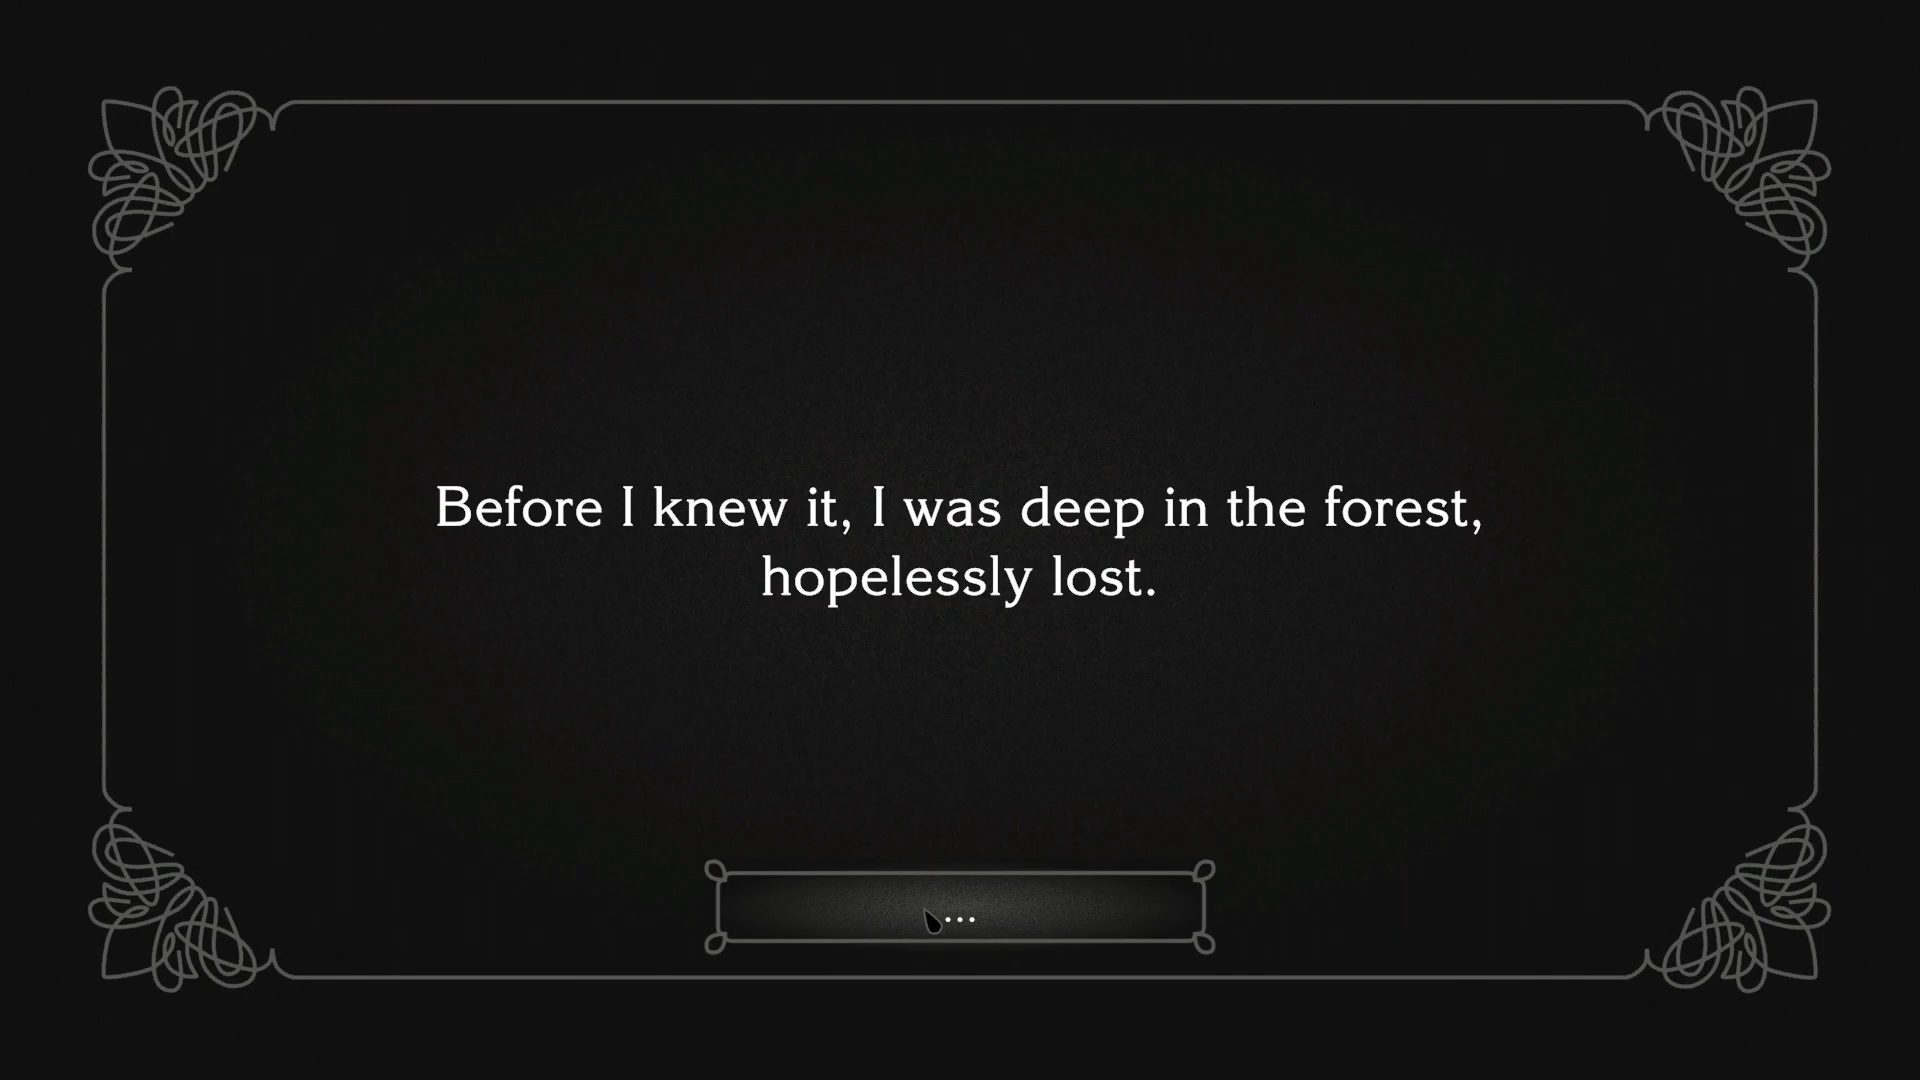 Before I knew it, I was deep in the forest,
hopelessly lost.
...